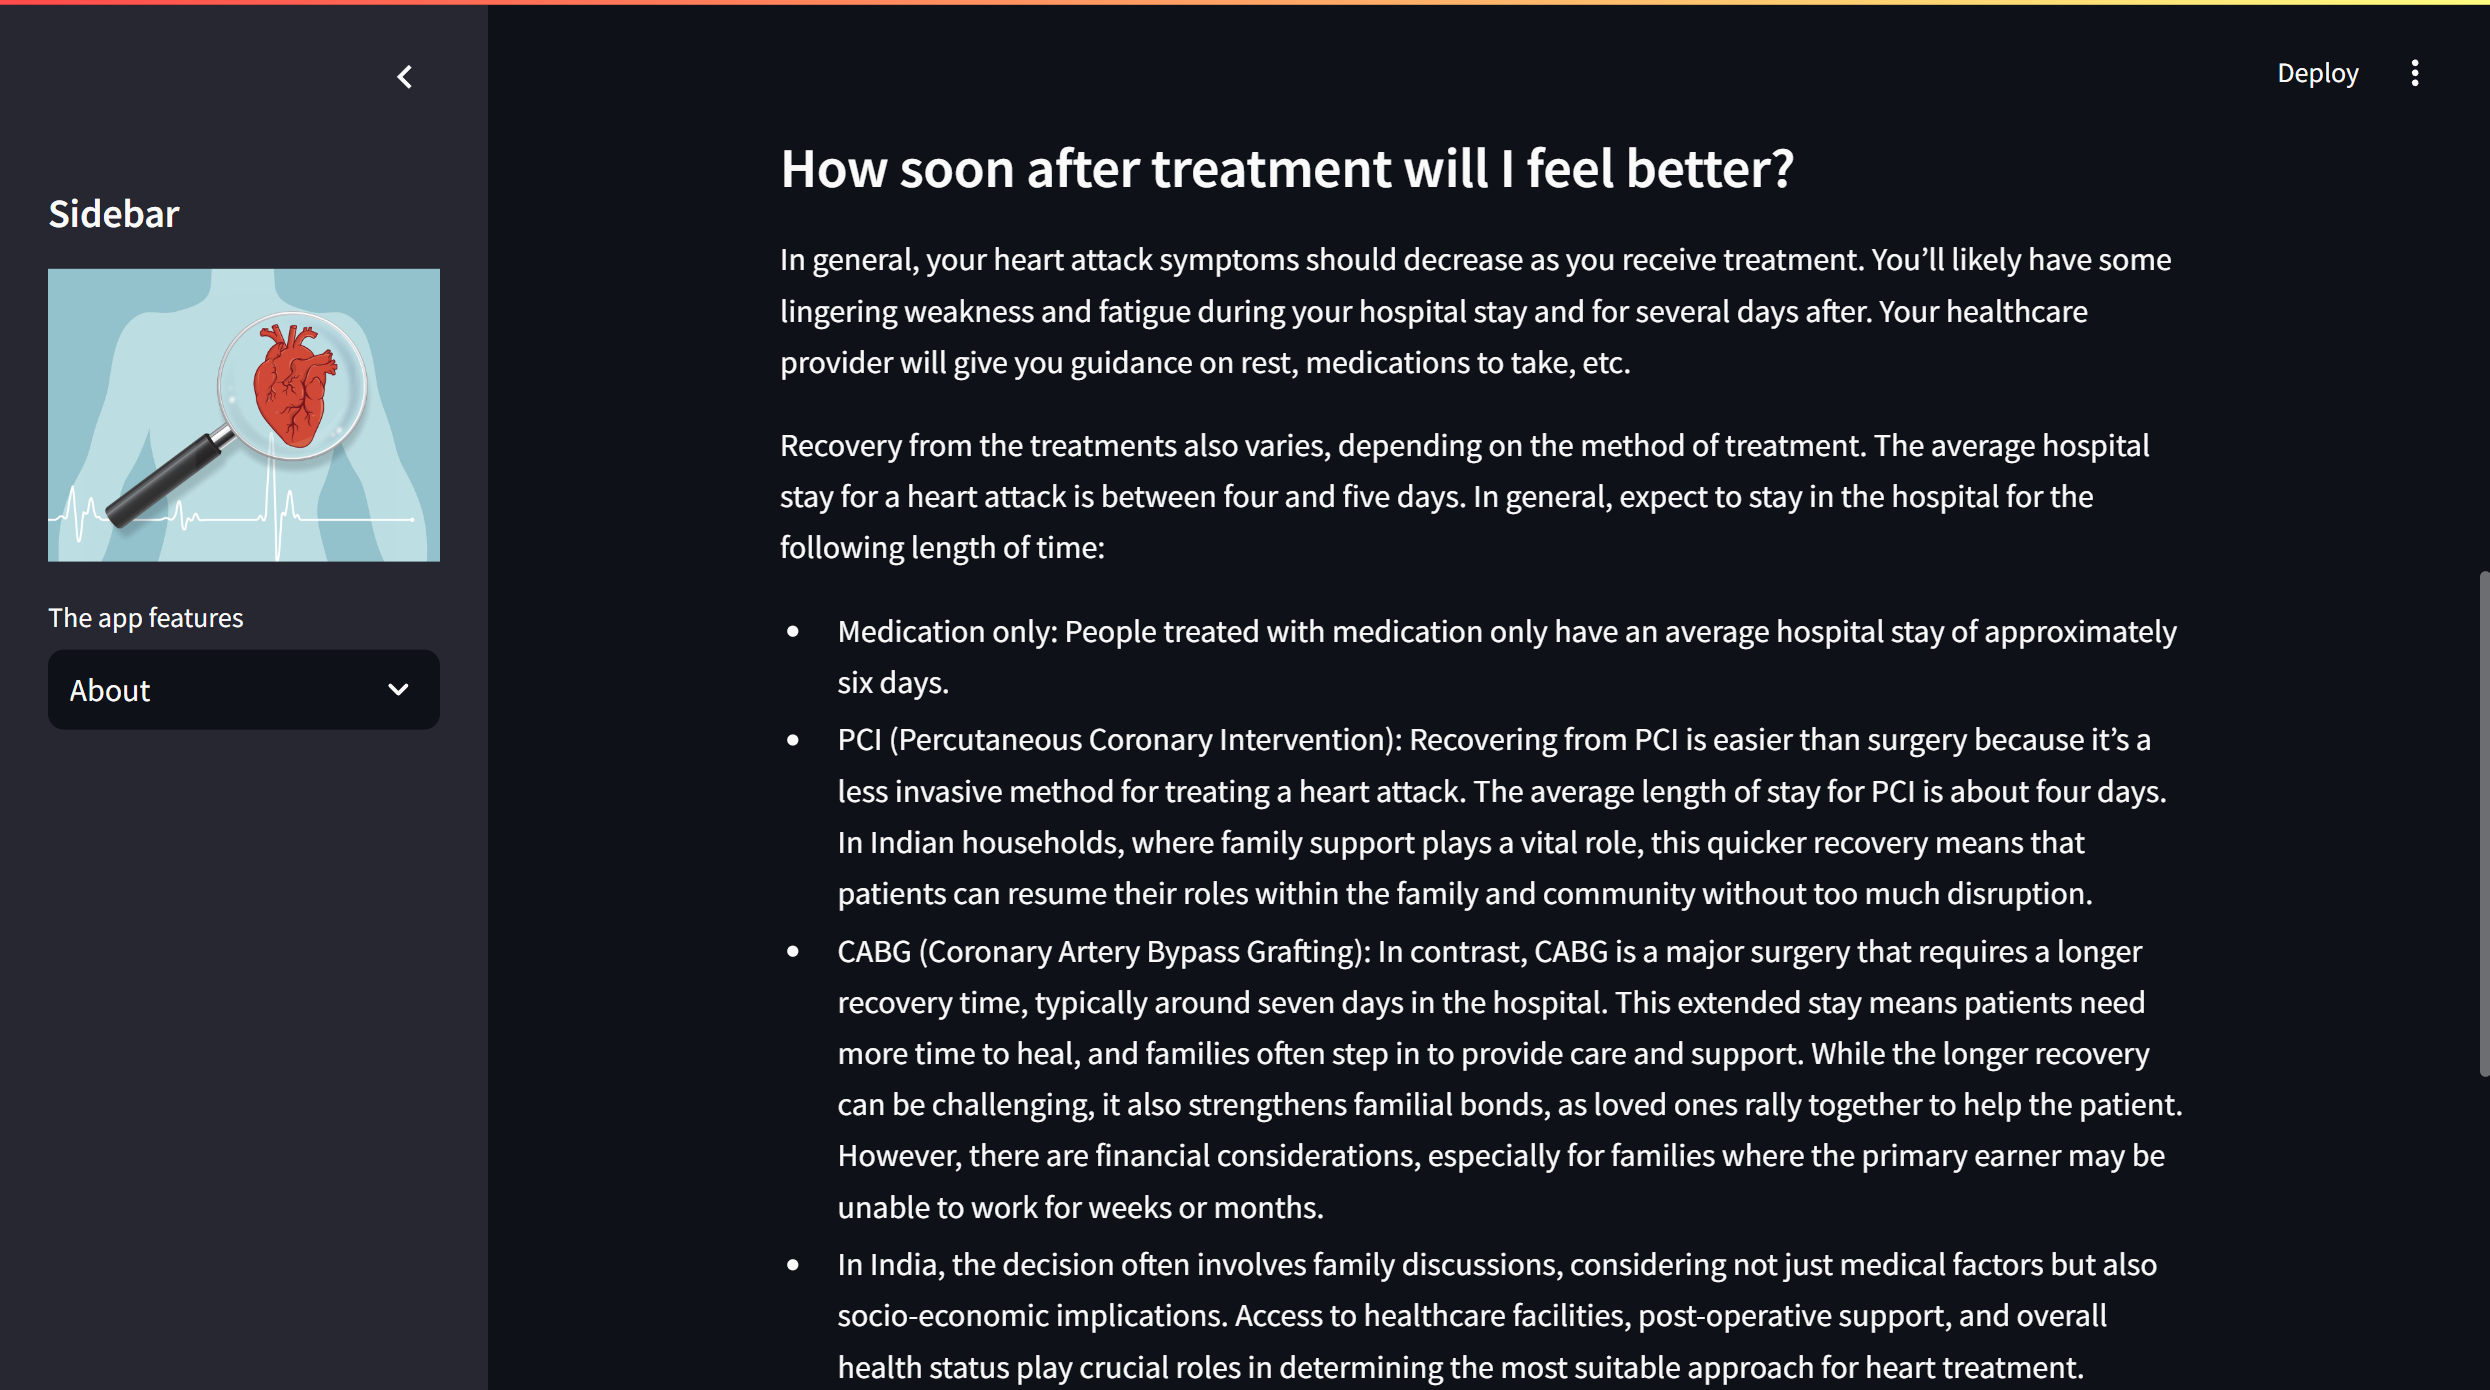 Deploy
Sidebar
The app features
About
How soon after treatment will I feel better?
In general, your heart attack symptoms should decrease as you receive treatment. You’ll likely have some
lingering weakness and fatigue during your hospital stay and for several days after. Your healthcare
provider will give you guidance on rest, medications to take, etc.
Recovery from the treatments also varies, depending on the method of treatment. The average hospital
stay for a heart attack is between four and five days. In general, expect to stay in the hospital for the
following length of time:
• Medication only: People treated with medication only have an average hospital stay of approximately
six days.
• PCI (Percutaneous Coronary Intervention): Recovering from PCI is easier than surgery because it’s a
less invasive method for treating a heart attack. The average length of stay for PCI is about four days.
In Indian households, where family support plays a vital role, this quicker recovery means that
patients can resume their roles within the family and community without too much disruption.
• CABG (Coronary Artery Bypass Grafting): In contrast, CABG is a major surgery that requires a longer
recovery time, typically around seven days in the hospital. This extended stay means patients need
more time to heal, and families often step in to provide care and support. While the longer recovery
can be challenging, it also strengthens familial bonds, as loved ones rally together to help the patient.
However, there are financial considerations, especially for families where the primary earner may be
unable to work for weeks or months.
• In India, the decision often involves family discussions, considering not just medical factors but also
socio-economic implications. Access to healthcare facilities, post-operative support, and overall
health status play crucial roles in determining the most suitable approach for heart treatment.